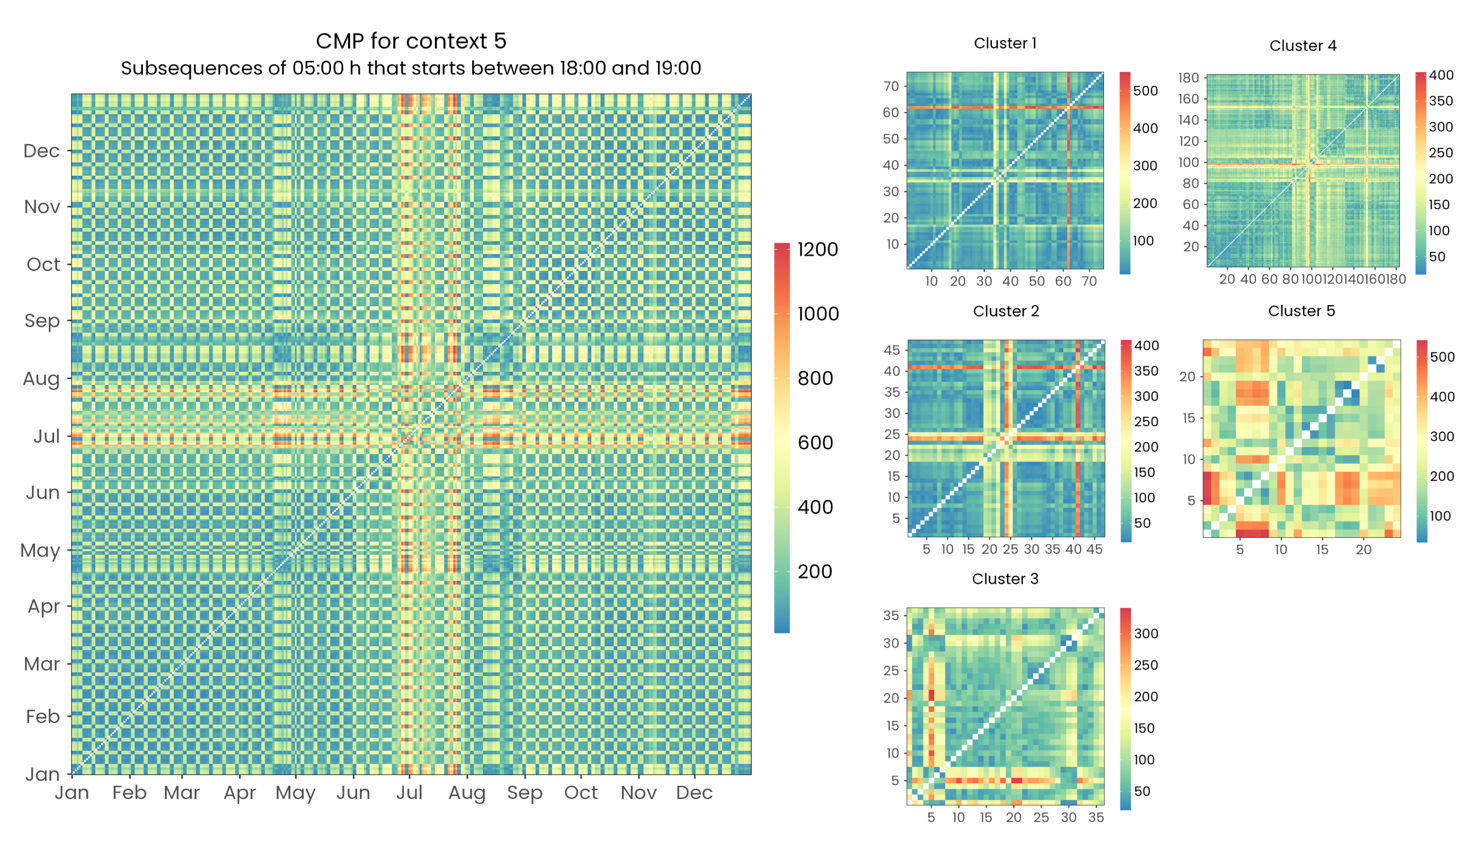 CMP for context 5
Subsequences of 05:00 h that starts between 18:00 and 19:00
Dec
Nov
Oct
Sep
Aug
Jul
Jun
May
Apr
Mar
Feb
Jan
Jan Feb Mar Apr May Jun Jul Aug Sep Oct Nov Dec
1200
1000
800
600
400
200
Cluster 1
70
60
50
40
30
20
10
10 20 30 40 50 60 70
500
400
300
200
100
Cluster 4
180
160
140
120
100
80
60
40
20
20 40 60 80 100 120 140 160 180
400
350
300
250
200
150
100
50
Cluster 2
45
40
35
30
25
20
15
10
5
5 10 15 20 25 30 35 40 45
400
350
300
250
200
150
100
50
Cluster 5
20
15
10
5
5 10 15 20
500
400
300
200
100
Cluster 3
35
30
25
20
15
10
5
5 10 15 20 25 30 35
300
250
200
150
100
50